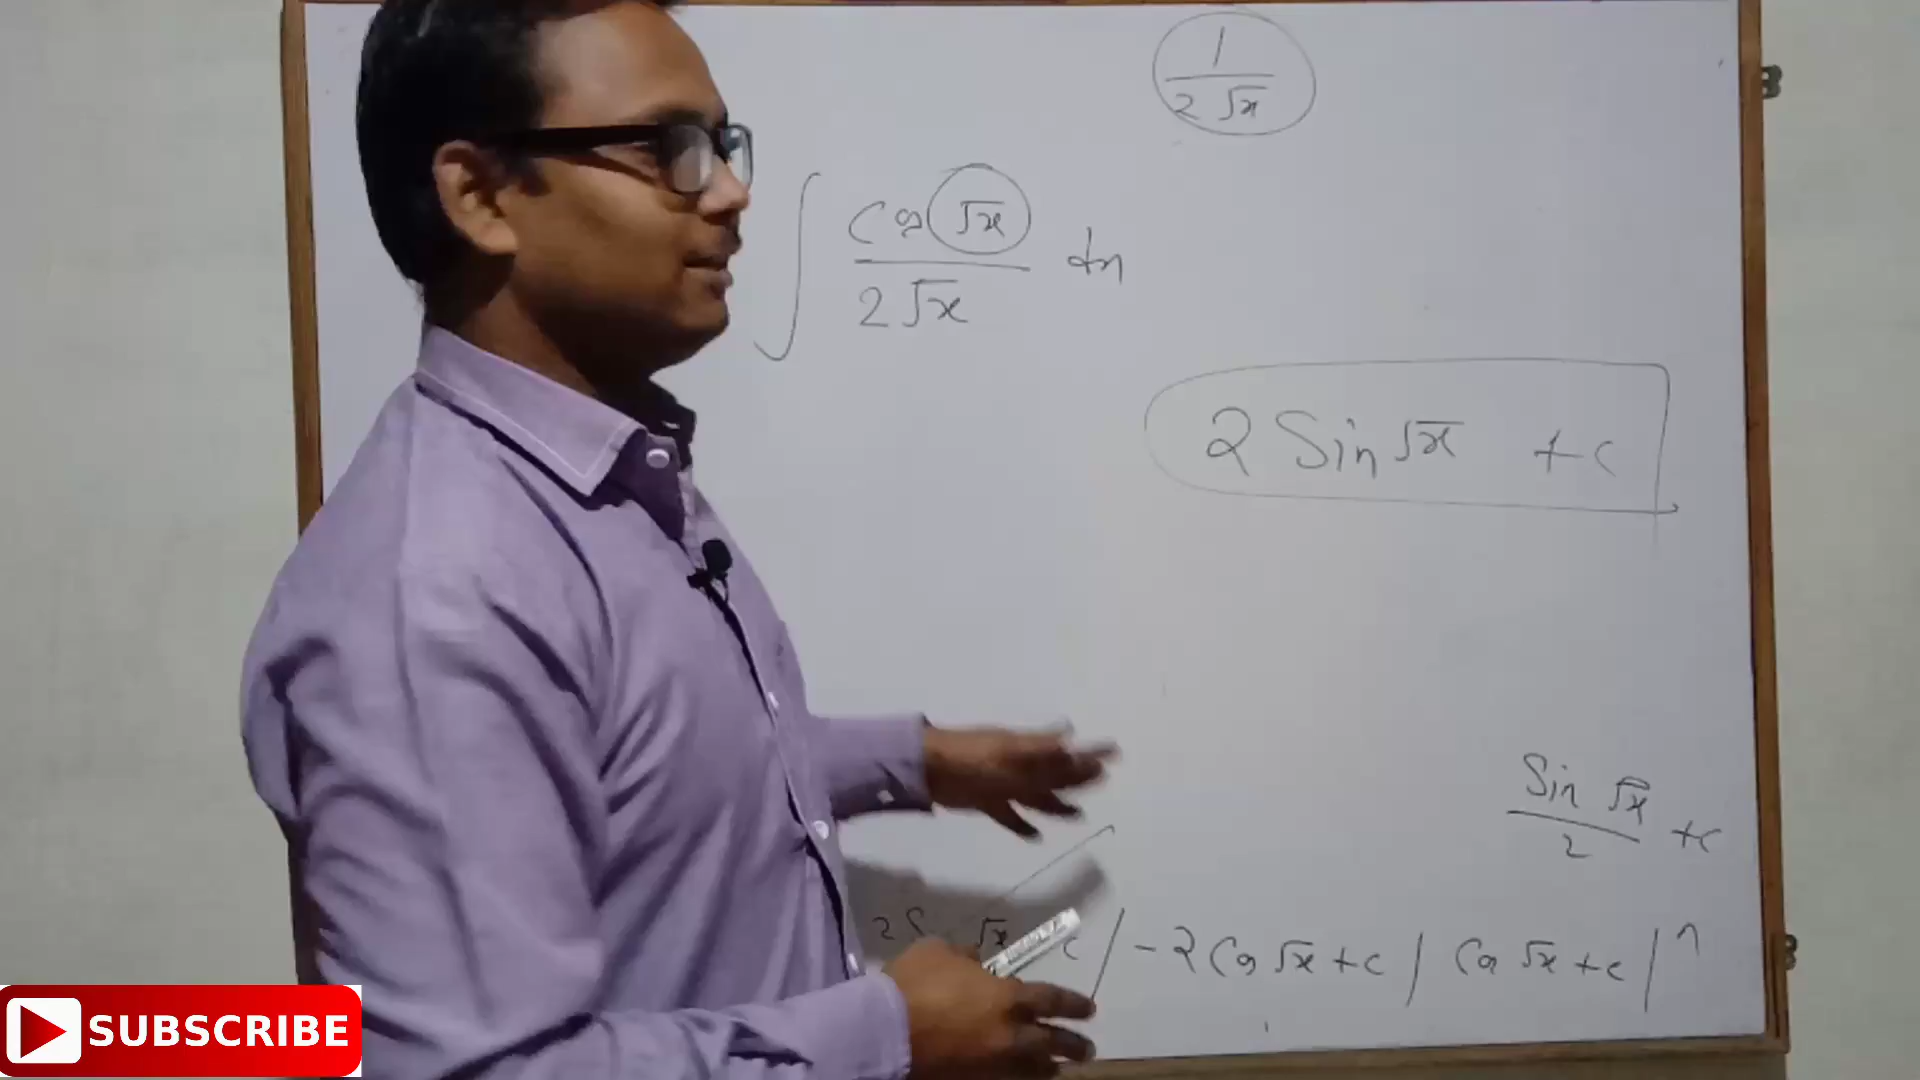 1
2 √x
∫ Cos √x dx
2 √x
2 Sin √x + c
Sin √x
2 + c
√x c / -2 Cos √x + c / Cos √x + c /
SUBSCRIBE